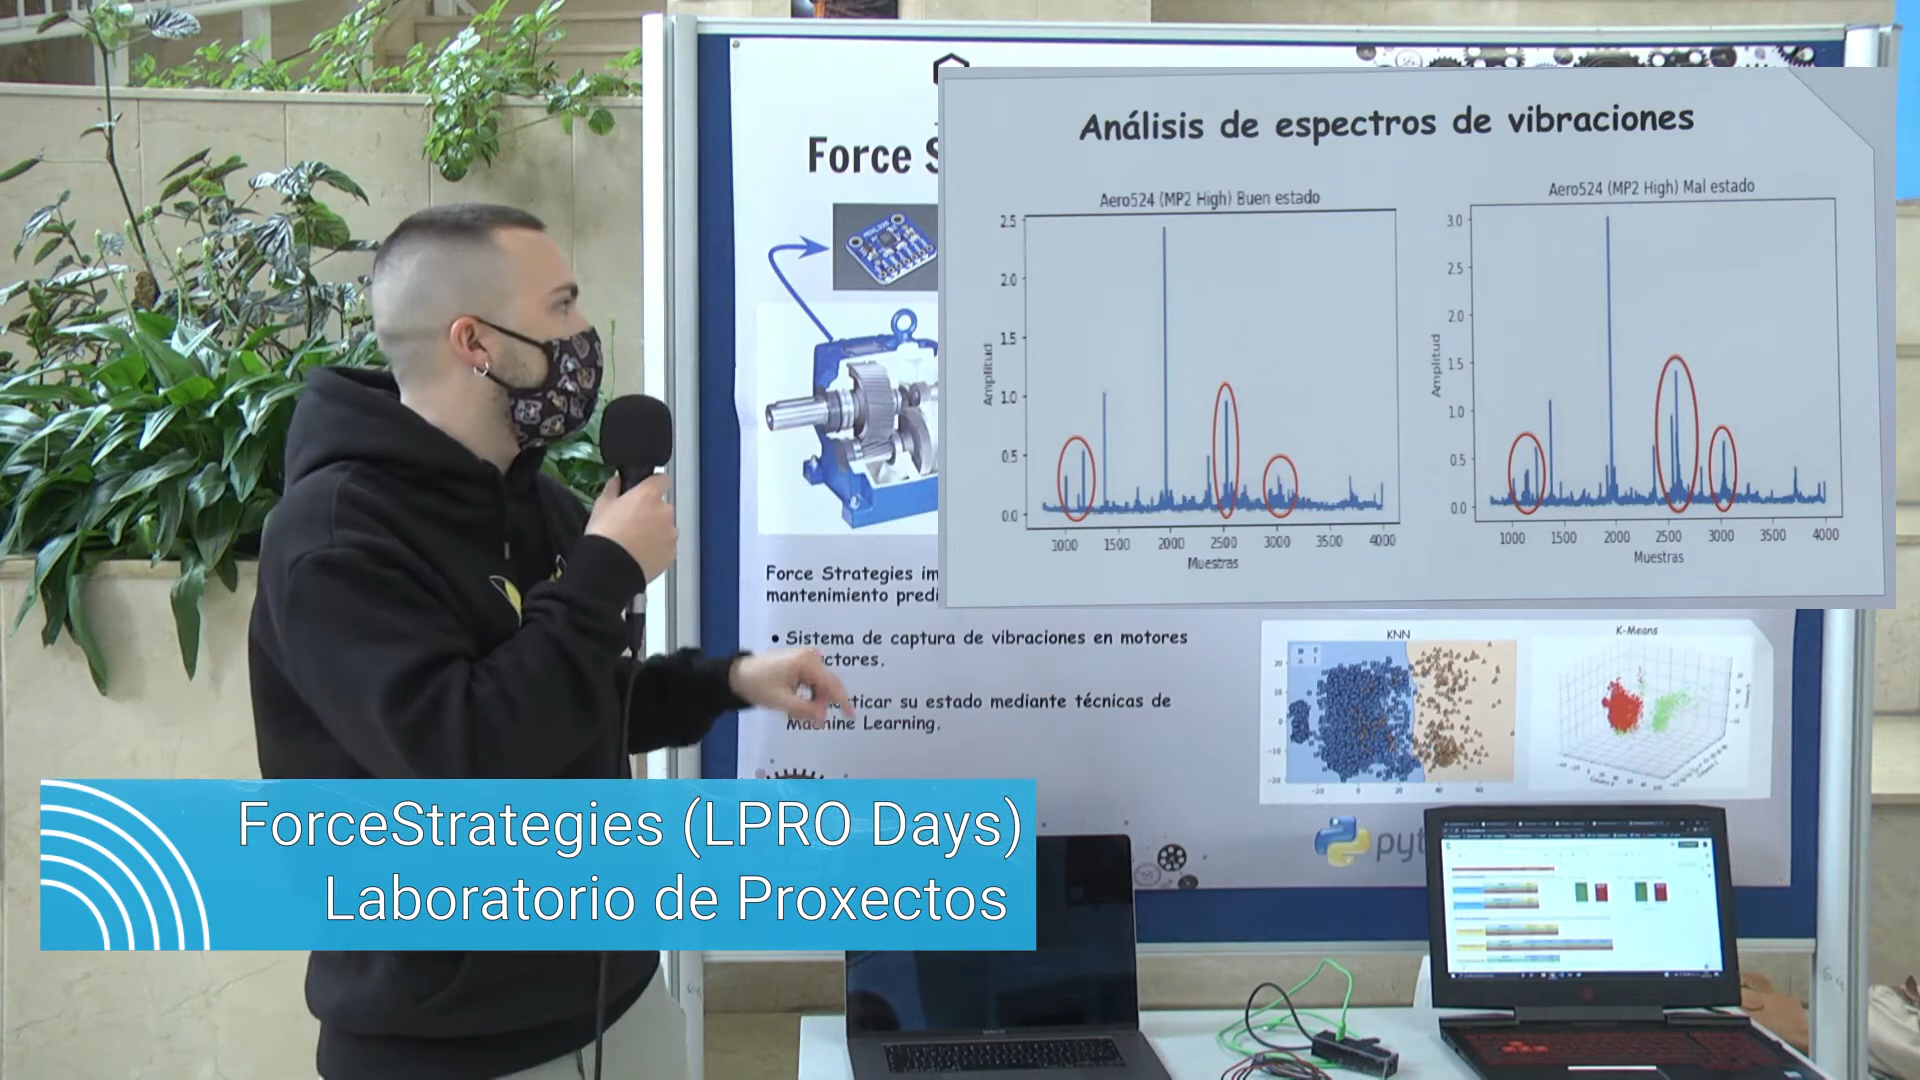 Force S
Análisis de espectros de vibraciones
Aero524 (MP2 High) Buen estado
2.5
2.0
1.5
1.0
0.5
0.0
Amplitud
1000 1500 2000 2500 3000 3500 4000
Muestras
Aero524 (MP2 High) Mal estado
3.0
2.5
2.0
1.5
1.0
0.5
0.0
Amplitud
1000 1500 2000 2500 3000 3500 4000
Muestras
Force Strategies im
mantenimiento predi
• Sistema de captura de vibraciones en motores
ctores.
ticar su estado mediante técnicas de
Machine Learning.
KNN
K-Means
pyt
ForceStrategies (LPRO Days)
Laboratorio de Proxectos